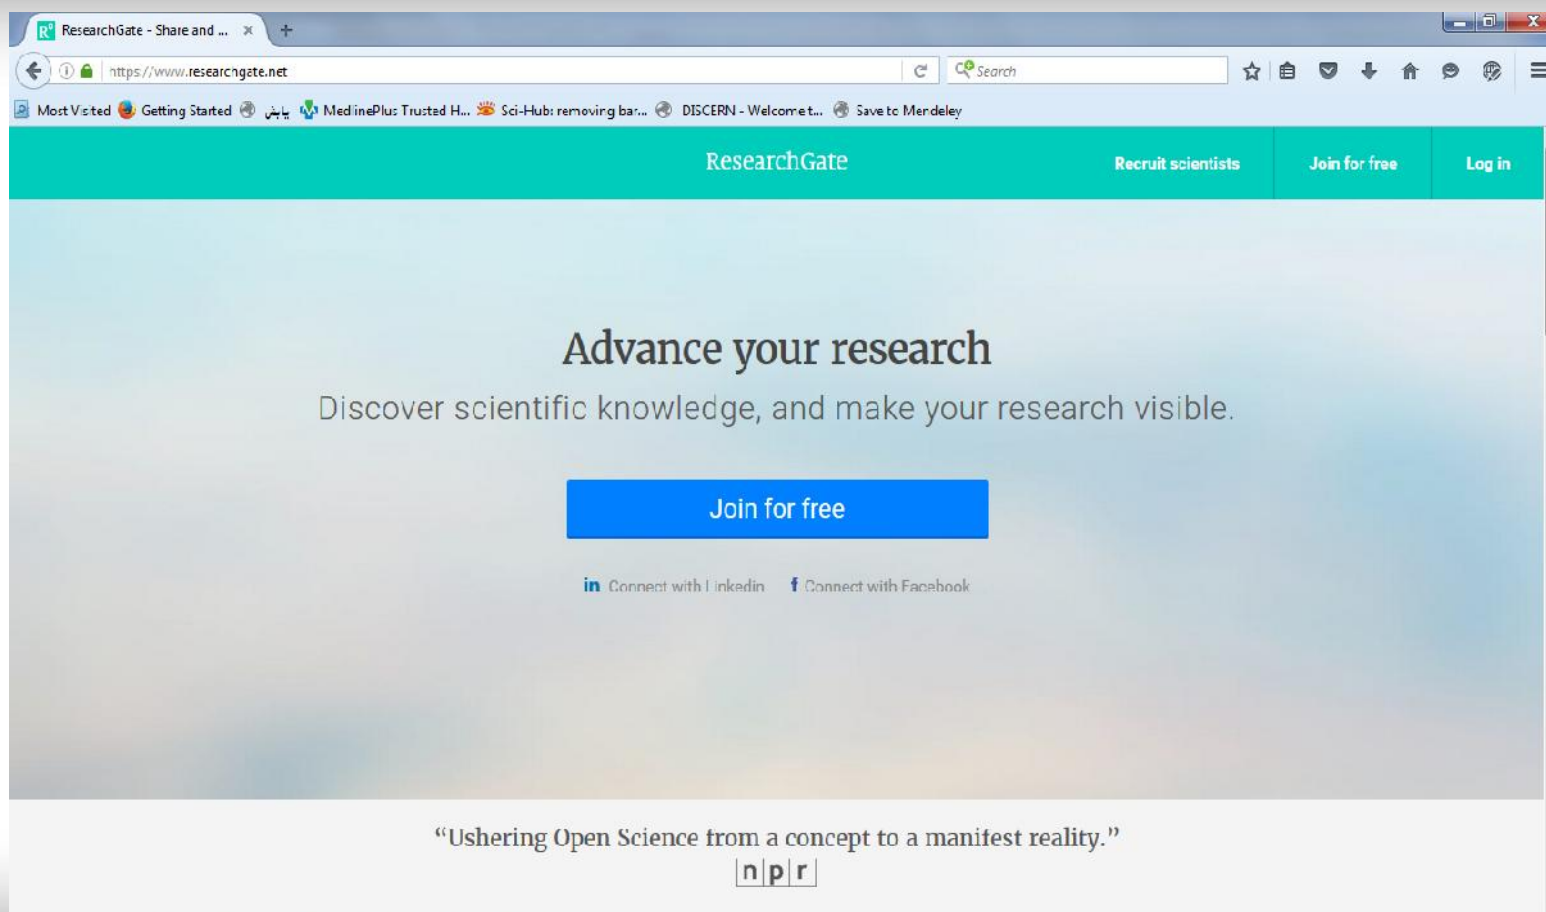 ResearchGate - Share and ...
https://www.researchgate.net
Search
Most Visited Getting Started یابش MedlinePlus Trusted H... Sci-Hub: removing bar... DISCERN - Welcome t... Save to Mendeley
ResearchGate Recruit scientists Join for free Log in
Advance your research
Discover scientific knowledge, and make your research visible.
Join for free
in Connect with Linkedin f Connect with Facebook
“Ushering Open Science from a concept to a manifest reality.”
npr